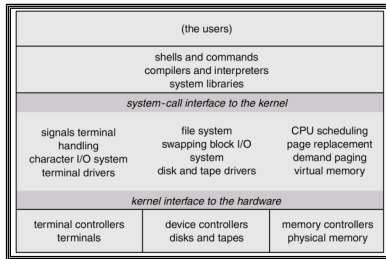 (the users)
shells and commands
compilers and interpreters
system libraries
system-call interface to the kernel
signals terminal
handling
character I/O system
terminal drivers
file system
swapping block I/O
system
disk and tape drivers
CPU scheduling
page replacement
demand paging
virtual memory
kernel interface to the hardware
terminal controllers
terminals
device controllers
disks and tapes
memory controllers
physical memory